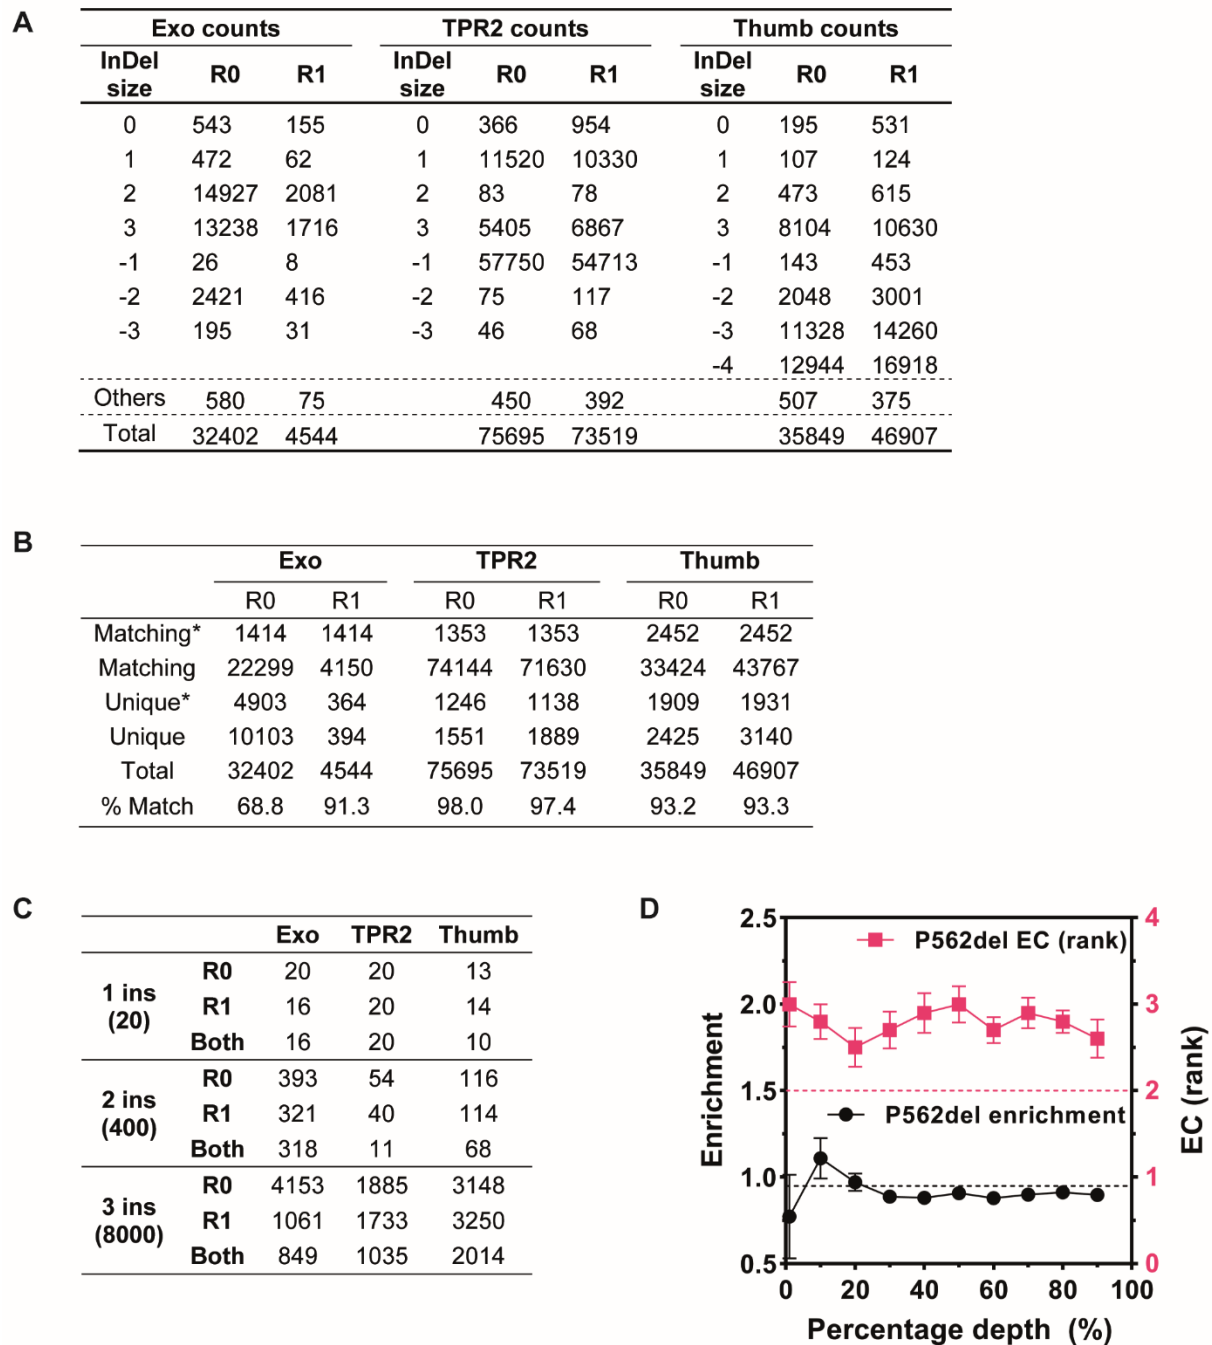 A
Exo counts TPR2 counts Thumb counts
InDel size R0 R1 InDel size R0 R1 InDel size R0 R1
0 543 155 0 366 954 0 195 531
1 472 62 1 11520 10330 1 107 124
2 14927 2081 2 83 78 2 473 615
3 13238 1716 3 5405 6867 3 8104 10630
-1 26 8 -1 57750 54713 -1 143 453
-2 2421 416 -2 75 117 -2 2048 3001
-3 195 31 -3 46 68 -3 11328 14260
-4 12944 16918
Others 580 75 450 392 507 375
Total 32402 4544 75695 73519 35849 46907
B
Exo TPR2 Thumb
R0 R1 R0 R1 R0 R1
Matching* 1414 1414 1353 1353 2452 2452
Matching 22299 4150 74144 71630 33424 43767
Unique* 4903 364 1246 1138 1909 1931
Unique 10103 394 1551 1889 2425 3140
Total 32402 4544 75695 73519 35849 46907
% Match 68.8 91.3 98.0 97.4 93.2 93.3
C
Exo TPR2 Thumb
1 ins (20)
R0 20 20 13
R1 16 20 14
Both 16 20 10
2 ins (400)
R0 393 54 116
R1 321 40 114
Both 318 11 68
3 ins (8000)
R0 4153 1885 3148
R1 1061 1733 3250
Both 849 1035 2014
D
2.5 4
P562del EC (rank)
2.0 3
1.5 2
P562del enrichment
1.0 1
0.5 0
Enrichment
EC (rank)
0 20 40 60 80 100
Percentage depth (%)